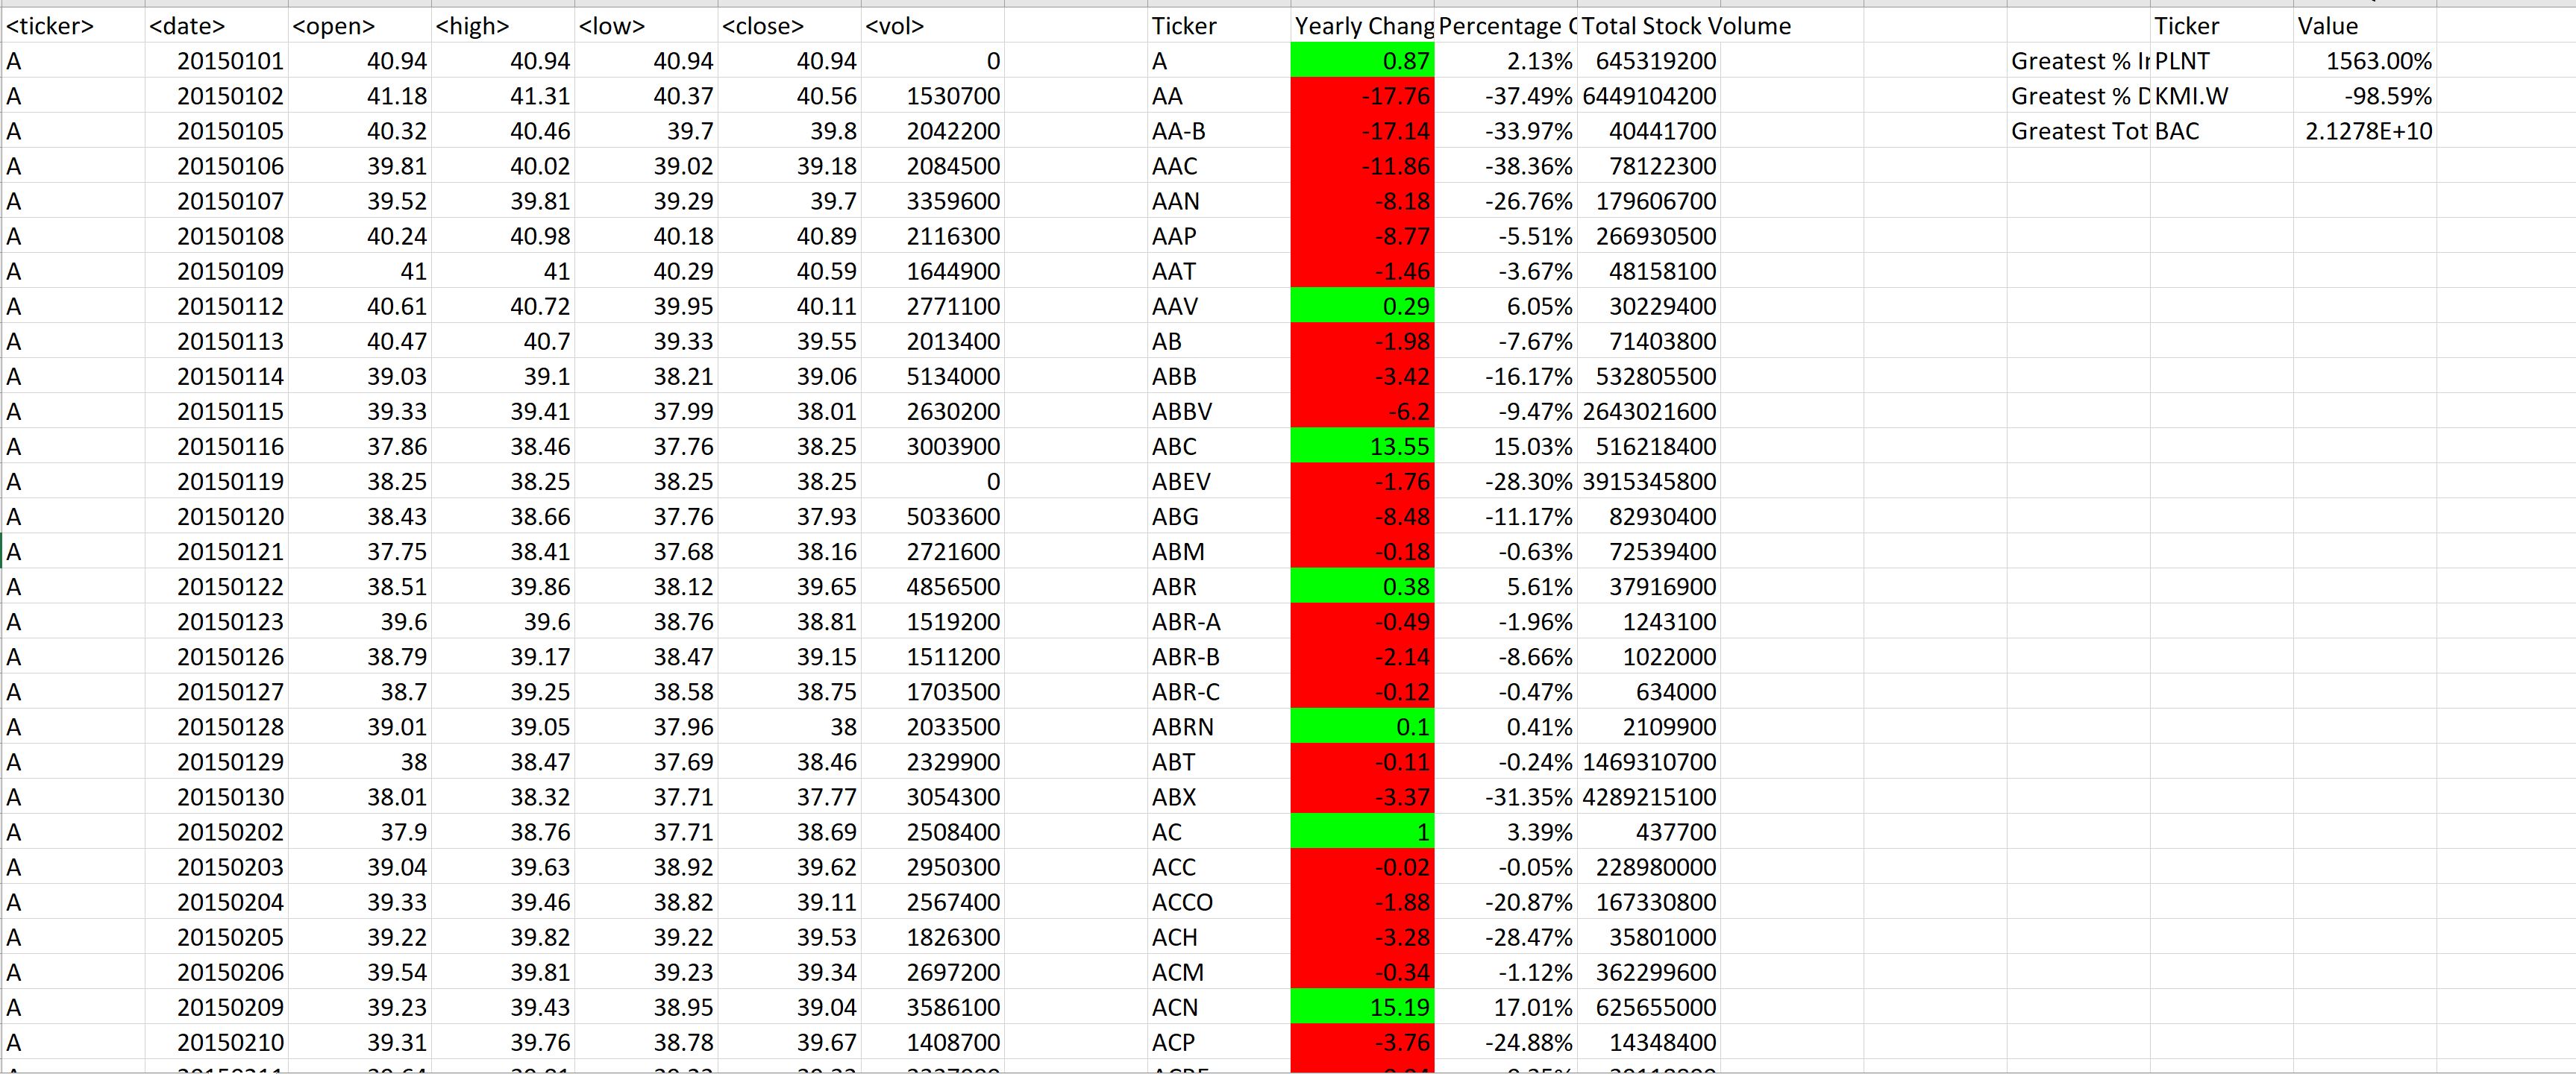 <ticker> <date> <open> <high> <low> <close> <vol> Ticker Yearly Chang Percentage C Total Stock Volume Ticker Value
A 20150101 40.94 40.94 40.94 40.94 0 A 0.87 2.13% 645319200 Greatest % Ir PLNT 1563.00%
A 20150102 41.18 41.31 40.37 40.56 1530700 AA -17.76 -37.49% 6449104200 Greatest % D KMI.W -98.59%
A 20150105 40.32 40.46 39.7 39.8 2042200 AA-B -17.14 -33.97% 40441700 Greatest Tot BAC 2.1278E+10
A 20150106 39.81 40.02 39.02 39.18 2084500 AAC -11.86 -38.36% 78122300
A 20150107 39.52 39.81 39.29 39.7 3359600 AAN -8.18 -26.76% 179606700
A 20150108 40.24 40.98 40.18 40.89 2116300 AAP -8.77 -5.51% 266930500
A 20150109 41 41 40.29 40.59 1644900 AAT -1.46 -3.67% 48158100
A 20150112 40.61 40.72 39.95 40.11 2771100 AAV 0.29 6.05% 30229400
A 20150113 40.47 40.7 39.33 39.55 2013400 AB -1.98 -7.67% 71403800
A 20150114 39.03 39.1 38.21 39.06 5134000 ABB -3.42 -16.17% 532805500
A 20150115 39.33 39.41 37.99 38.01 2630200 ABBV -6.2 -9.47% 2643021600
A 20150116 37.86 38.46 37.76 38.25 3003900 ABC 13.55 15.03% 516218400
A 20150119 38.25 38.25 38.25 38.25 0 ABEV -1.76 -28.30% 3915345800
A 20150120 38.43 38.66 37.76 37.93 5033600 ABG -8.48 -11.17% 82930400
A 20150121 37.75 38.41 37.68 38.16 2721600 ABM -0.18 -0.63% 72539400
A 20150122 38.51 39.86 38.12 39.65 4856500 ABR 0.38 5.61% 37916900
A 20150123 39.6 39.6 38.76 38.81 1519200 ABR-A -0.49 -1.96% 1243100
A 20150126 38.79 39.17 38.47 39.15 1511200 ABR-B -2.14 -8.66% 1022000
A 20150127 38.7 39.25 38.58 38.75 1703500 ABR-C -0.12 -0.47% 634000
A 20150128 39.01 39.05 37.96 38 2033500 ABRN 0.1 0.41% 2109900
A 20150129 38 38.47 37.69 38.46 2329900 ABT -0.11 -0.24% 1469310700
A 20150130 38.01 38.32 37.71 37.77 3054300 ABX -3.37 -31.35% 4289215100
A 20150202 37.9 38.76 37.71 38.69 2508400 AC 1 3.39% 437700
A 20150203 39.04 39.63 38.92 39.62 2950300 ACC -0.02 -0.05% 228980000
A 20150204 39.33 39.46 38.82 39.11 2567400 ACCO -1.88 -20.87% 167330800
A 20150205 39.22 39.82 39.22 39.53 1826300 ACH -3.28 -28.47% 35801000
A 20150206 39.54 39.81 39.23 39.34 2697200 ACM -0.34 -1.12% 362299600
A 20150209 39.23 39.43 38.95 39.04 3586100 ACN 15.19 17.01% 625655000
A 20150210 39.31 39.76 38.78 39.67 1408700 ACP -3.76 -24.88% 14348400